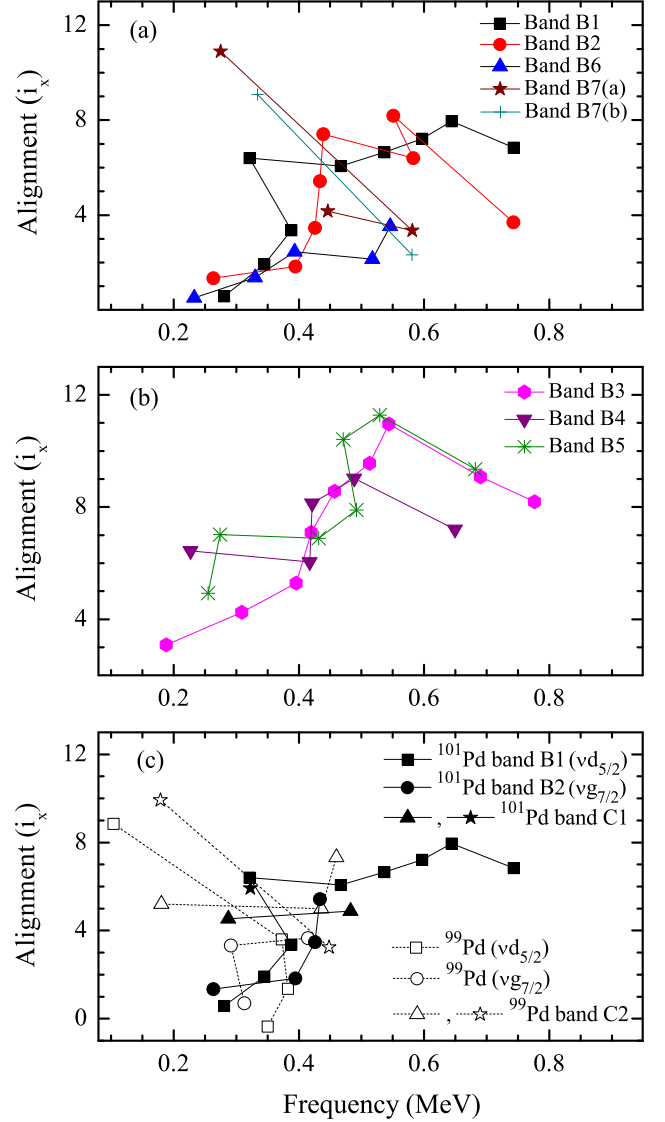 (a)
Band B1
Band B2
Band B6
Band B7(a)
Band B7(b)
12
8
4
Alignment (i_x)
0.2 0.4 0.6 0.8
(b)
Band B3
Band B4
Band B5
12
8
4
Alignment (i_x)
0.2 0.4 0.6 0.8
(c)
¹⁰¹Pd band B1 (νd₅/₂)
¹⁰¹Pd band B2 (νg₇/₂)
, ¹⁰¹Pd band C1
⁹⁹Pd (νd₅/₂)
⁹⁹Pd (νg₇/₂)
, ⁹⁹Pd band C2
12
8
4
0
Alignment (i_x)
0.2 0.4 0.6 0.8
Frequency (MeV)